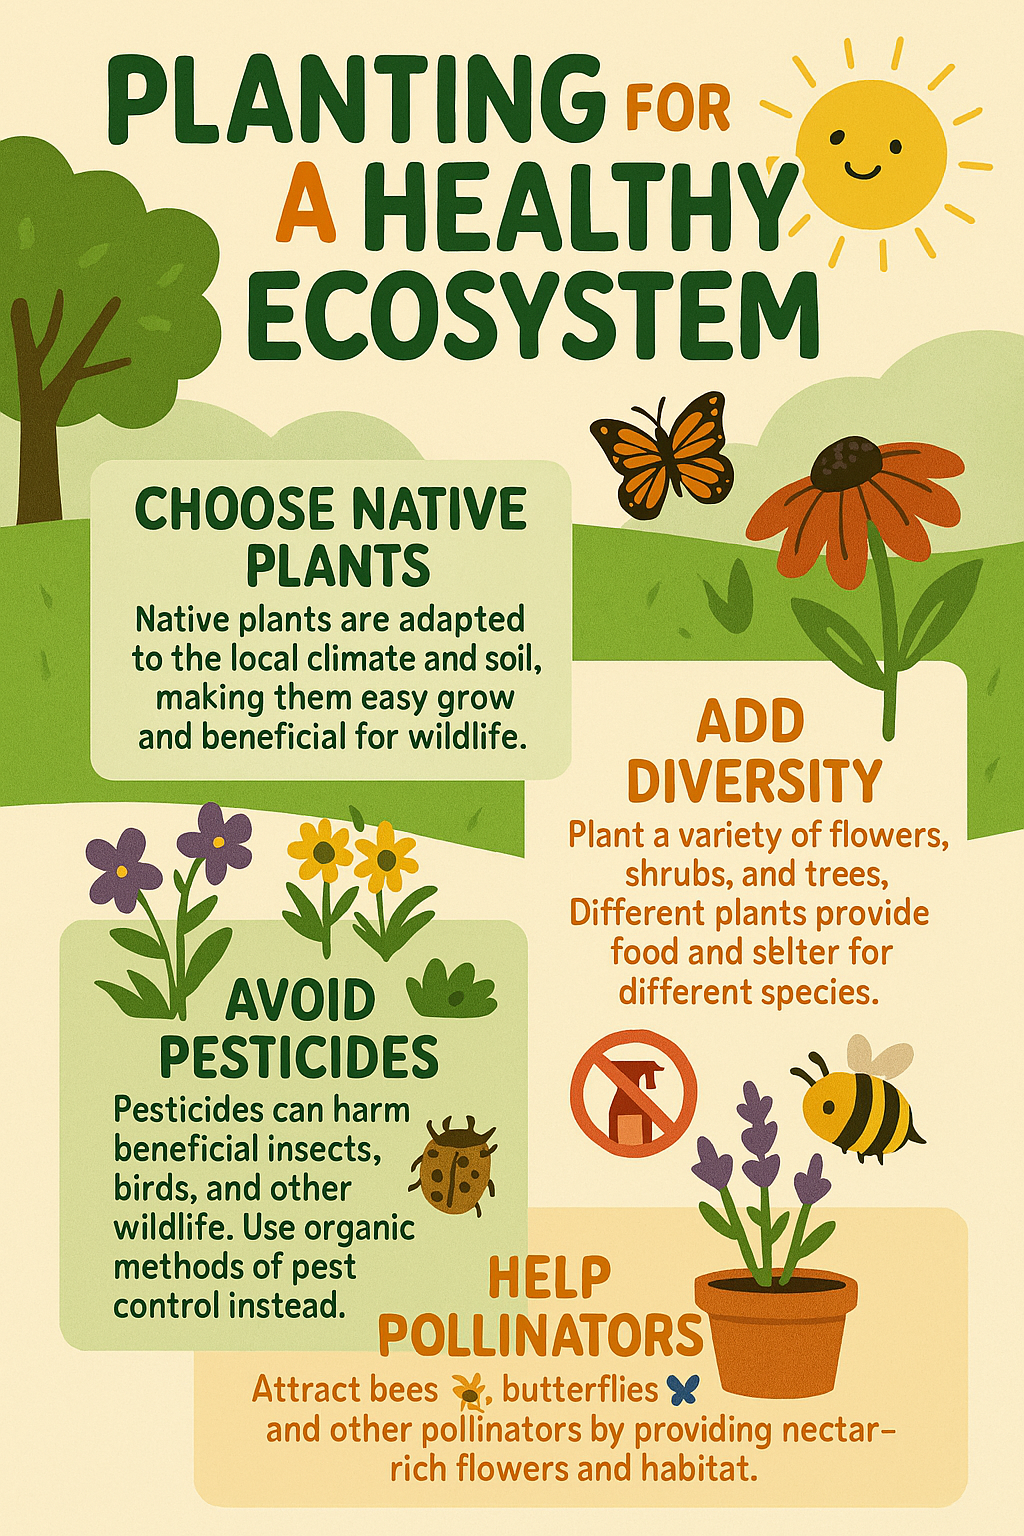 PLANTING FOR
A HEALTHY
ECOSYSTEM
CHOOSE NATIVE
PLANTS
Native plants are adapted
to the local climate and soil,
making them easy grow
and beneficial for wildlife.
ADD
DIVERSITY
Plant a variety of flowers,
shrubs, and trees,
Different plants provide
food and selter for
different species.
AVOID
PESTICIDES
Pesticides can harm
beneficial insects,
birds, and other
wildlife. Use organic
methods of pest
control instead.
HELP
POLLINATORS
Attract bees , butterflies
and other pollinators by providing nectar-
rich flowers and habitat.